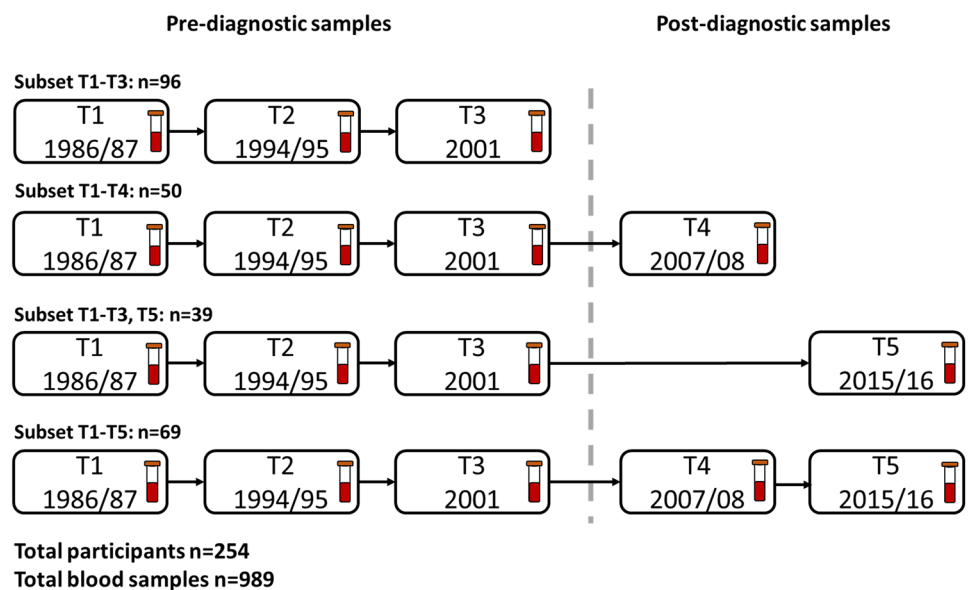 Pre-diagnostic samples
Post-diagnostic samples
Subset T1-T3: n=96
T1
1986/87
T2
1994/95
T3
2001
Subset T1-T4: n=50
T1
1986/87
T2
1994/95
T3
2001
T4
2007/08
Subset T1-T3, T5: n=39
T1
1986/87
T2
1994/95
T3
2001
T5
2015/16
Subset T1-T5: n=69
T1
1986/87
T2
1994/95
T3
2001
T4
2007/08
T5
2015/16
Total participants n=254
Total blood samples n=989